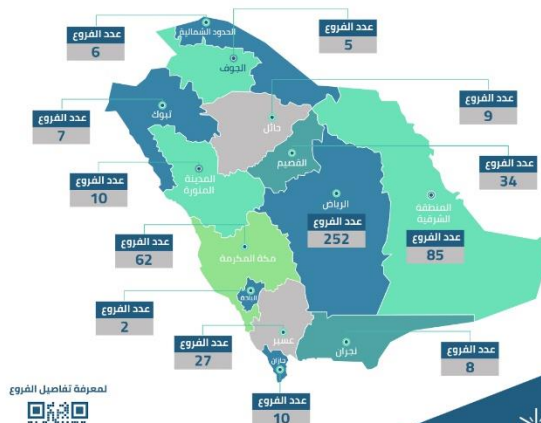 الحدود الشمالية
عدد الفروع
6
عدد الفروع
5
الجوف
تبوك
عدد الفروع
7
حائل
عدد الفروع
9
القصيم
عدد الفروع
34
المدينة
المنورة
عدد الفروع
10
الرياض
عدد الفروع
252
المنطقة
الشرقية
عدد الفروع
85
مكة المكرمة
عدد الفروع
62
الباحة
عدد الفروع
2
عسير
عدد الفروع
27
نجران
عدد الفروع
8
جازان
عدد الفروع
10
لمعرفة تفاصيل الفروع